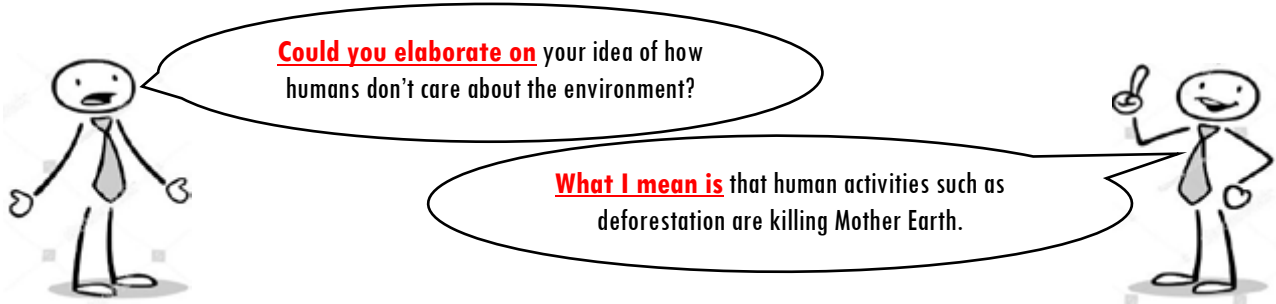 Could you elaborate on your idea of how
humans don't care about the environment?
What I mean is that human activities such as
deforestation are killing Mother Earth.